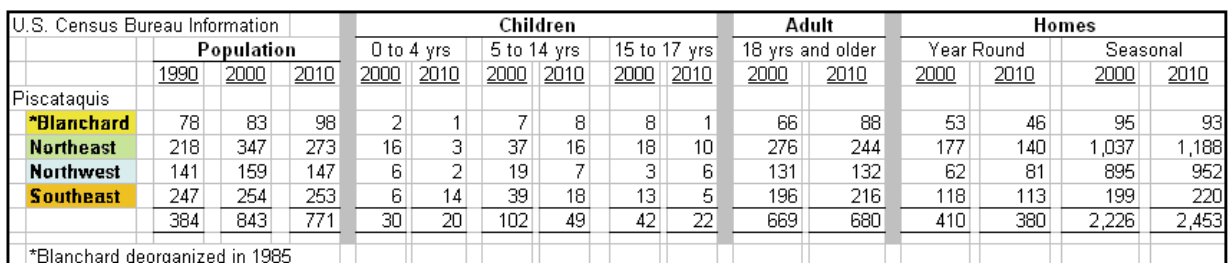 U.S. Census Bureau Information Children Adult Homes
Population 0 to 4 yrs 5 to 14 yrs 15 to 17 yrs 18 yrs and older Year Round Seasonal
1990 2000 2010 2000 2010 2000 2010 2000 2010 2000 2010 2000 2010 2000 2010
Piscataquis
*Blanchard 78 83 98 2 1 7 8 8 1 66 88 53 46 95 93
Northeast 218 347 273 16 3 37 16 18 10 276 244 177 140 1,037 1,188
Northwest 141 159 147 6 2 19 7 3 6 131 132 62 81 895 952
Southeast 247 254 253 6 14 39 18 13 5 196 216 118 113 199 220
384 843 771 30 20 102 49 42 22 669 680 410 380 2,226 2,453
*Blanchard deorganized in 1985